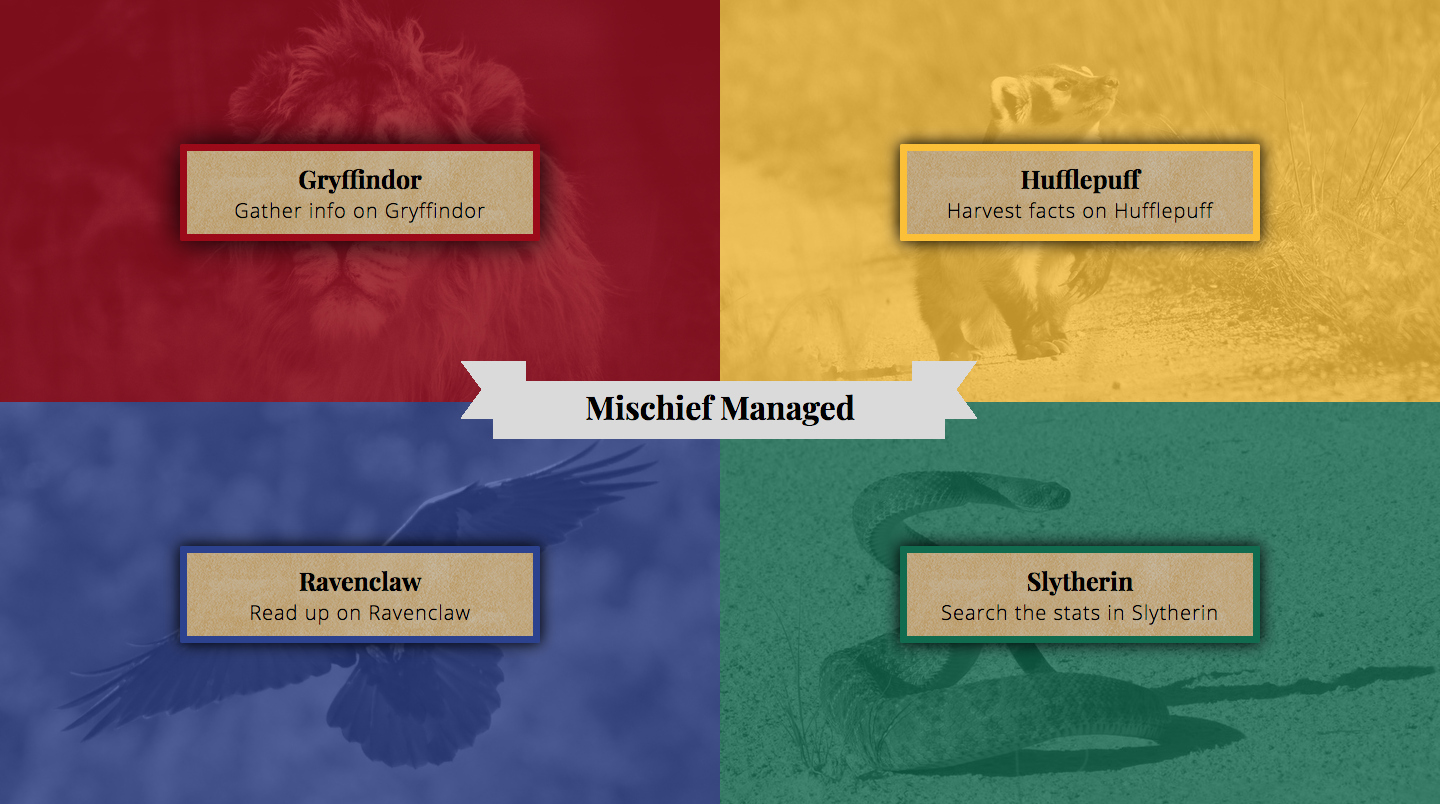 Gryffindor
Gather info on Gryffindor
Hufflepuff
Harvest facts on Hufflepuff
Mischief Managed
Ravenclaw
Read up on Ravenclaw
Slytherin
Search the stats in Slytherin